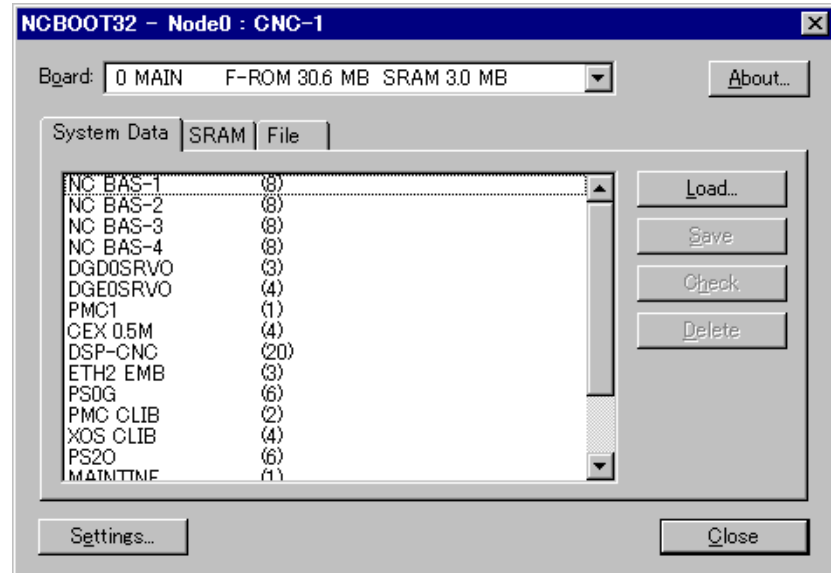 NCBOOT32 - Node0 : CNC-1
Board: 0 MAIN F-ROM 30.6 MB SRAM 3.0 MB
About...
System Data SRAM File
NC BAS-1 (8)
NC BAS-2 (8)
NC BAS-3 (8)
NC BAS-4 (8)
DGD0SRVO (3)
DGE0SRVO (4)
PMC1 (1)
CEX 0.5M (4)
DSP-CNC (20)
ETH2 EMB (3)
PS0G (6)
PMC CLIB (2)
XOS CLIB (4)
PS2O (6)
MAINTINF (1)
Load...
Save
Check
Delete
Settings...
Close